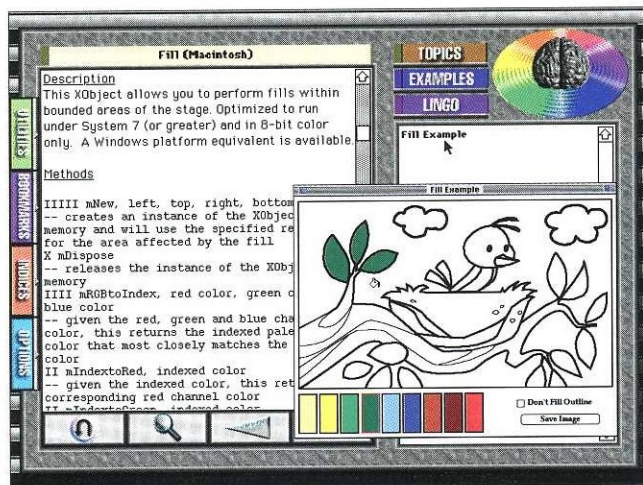 Fill (Macintosh)
Description
This XObject allows you to perform fills within
bounded areas of the stage. Optimized to run
under System 7 (or greater) and in 8-bit color
only. A Windows platform equivalent is available.
Methods
IIIII mNew, left, top, right, bottom
-- creates an instance of the XObjec
memory and will use the specified re
for the area affected by the fill
X mDispose
-- releases the instance of the XObj
memory
IIII mRGBtoIndex, red color, green c
blue color
-- given the red, green and blue cha
color, this returns the indexed pale
color that most closely matches the
color
II mIndextoRed, indexed color
-- given the indexed color, this ret
corresponding red channel color
II mIndextoGreen, indexed color
BOOKMARKS
INDICES
OPTIONS
TOPICS
EXAMPLES
LINGO
Fill Example
Fill Example
Don't Fill Outline
Save Image